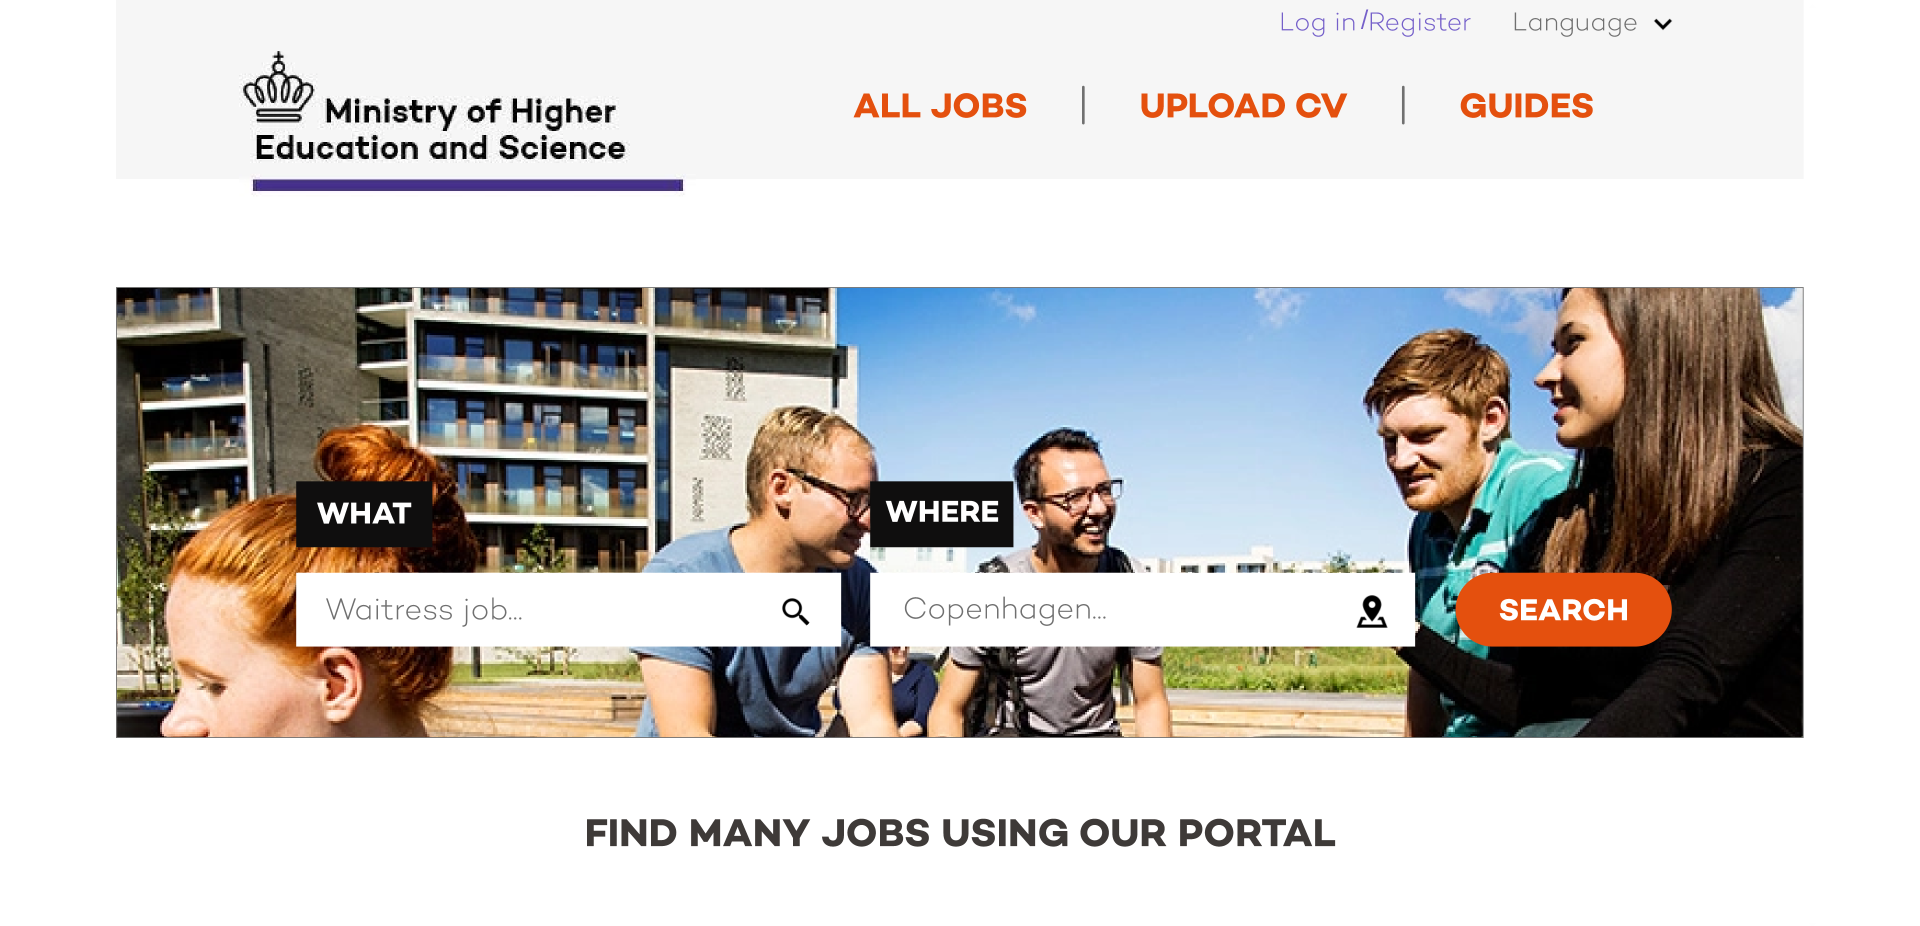 Log in/Register Language
Ministry of Higher
Education and Science
ALL JOBS | UPLOAD CV | GUIDES
WHAT
WHERE
Waitress job...
Copenhagen...
SEARCH
FIND MANY JOBS USING OUR PORTAL